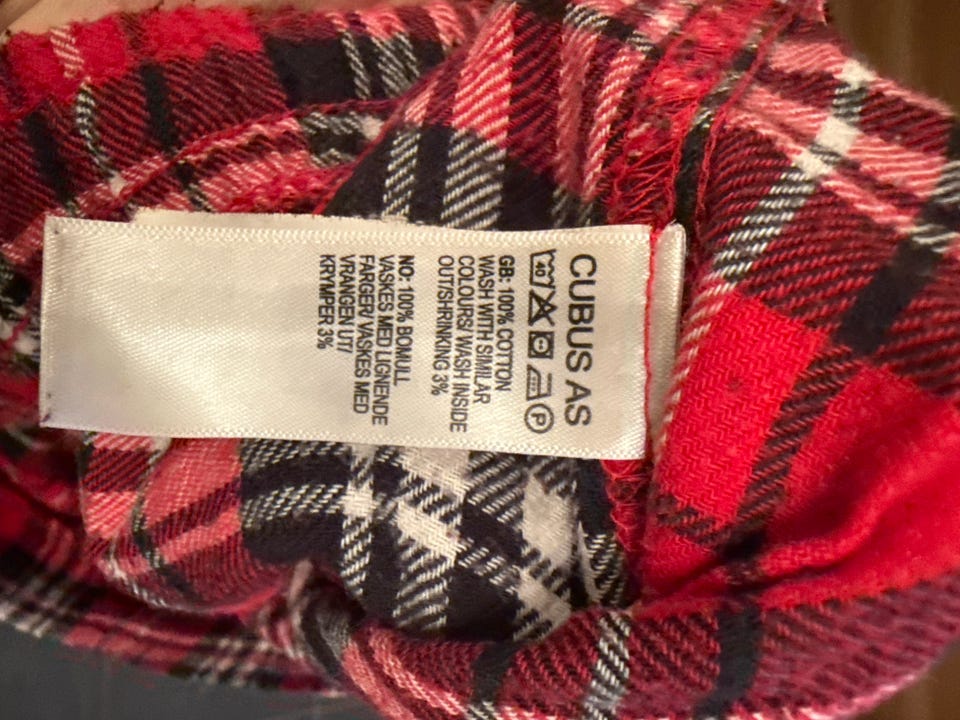 CUBUS AS
40 P
GB: 100% COTTON
WASH WITH SIMILAR
COLOURS/ WASH INSIDE
OUT/SHRINKING 3%
NO: 100% BOMULL
VASKES MED LIGNENDE
FARGER/ VASKES MED
VRANGEN UT/
KRYMPER 3%